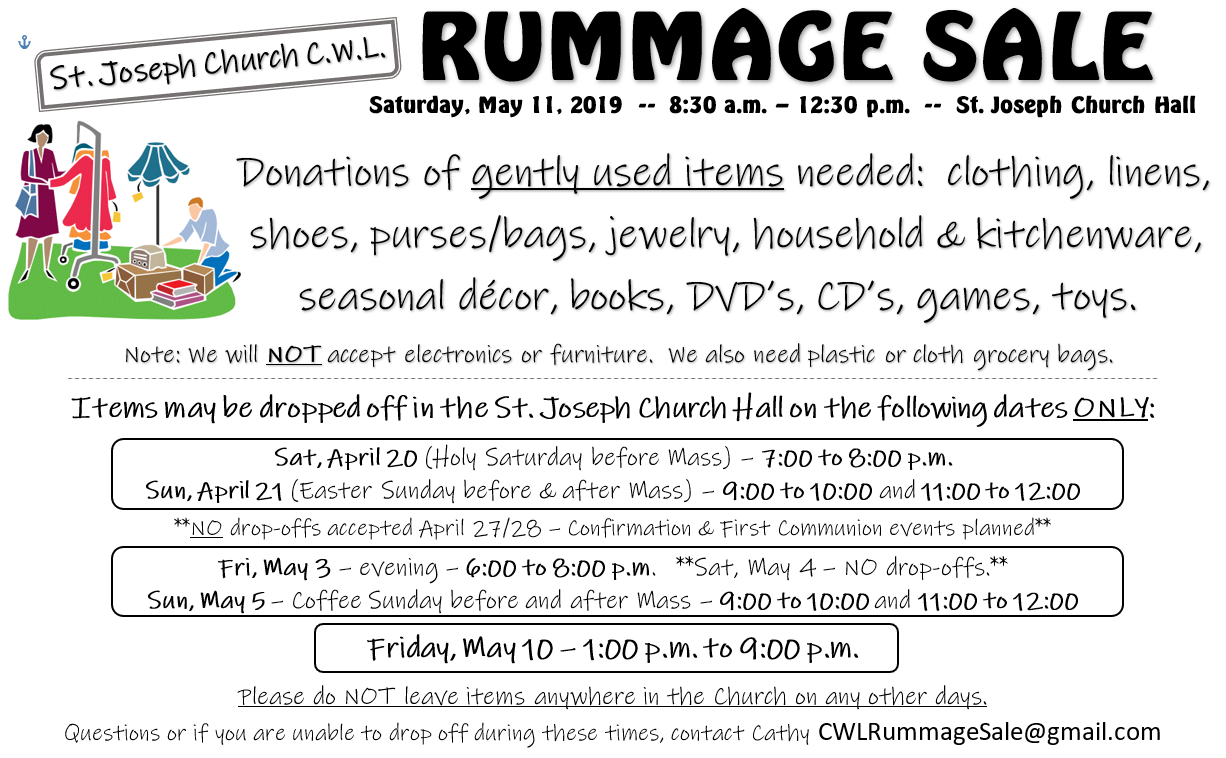 St. Joseph Church C.W.L.
RUMMAGE SALE
Saturday, May 11, 2019 -- 8:30 a.m. – 12:30 p.m. -- St. Joseph Church Hall
Donations of gently used items needed: clothing, linens,
shoes, purses/bags, jewelry, household & kitchenware,
seasonal décor, books, DVD’s, CD’s, games, toys.
Note: We will NOT accept electronics or furniture. We also need plastic or cloth grocery bags.
Items may be dropped off in the St. Joseph Church Hall on the following dates ONLY:
Sat, April 20 (Holy Saturday before Mass) – 7:00 to 8:00 p.m.
Sun, April 21 (Easter Sunday before & after Mass) – 9:00 to 10:00 and 11:00 to 12:00
**NO drop-offs accepted April 27/28 – Confirmation & First Communion events planned**
Fri, May 3 – evening – 6:00 to 8:00 p.m. **Sat, May 4 – NO drop-offs.**
Sun, May 5 – Coffee Sunday before and after Mass – 9:00 to 10:00 and 11:00 to 12:00
Friday, May 10 – 1:00 p.m. to 9:00 p.m.
Please do NOT leave items anywhere in the Church on any other days.
Questions or if you are unable to drop off during these times, contact Cathy CWLRummageSale@gmail.com